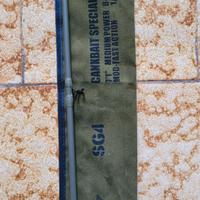 CANKBAIT SPECIAL
7'1" MEDIUM POWER
MOD-FAST ACTION
SG4